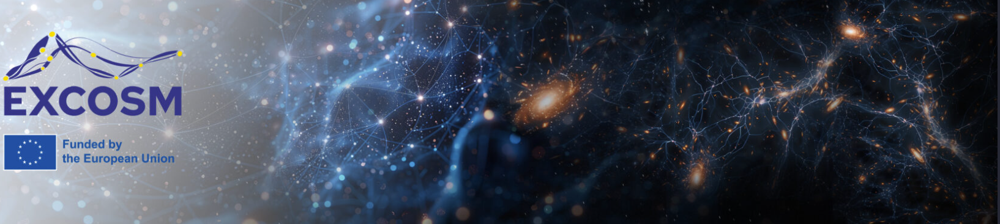 EXCOSM
Funded by
the European Union